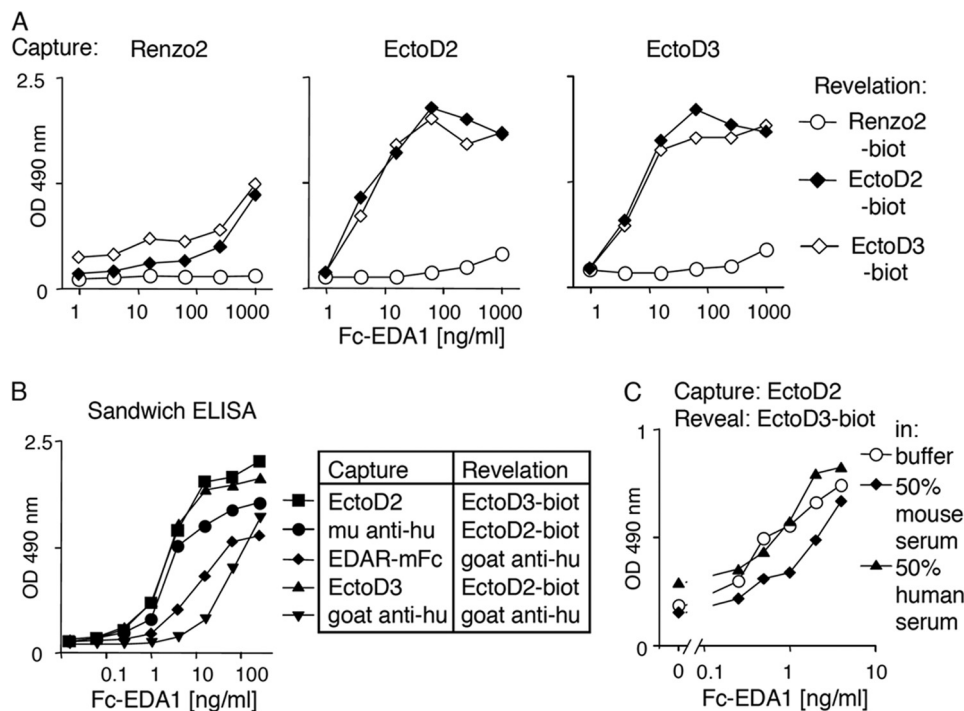 A
Capture: Renzo2 EctoD2 EctoD3
Revelation:
Renzo2
-biot
EctoD2
-biot
EctoD3
-biot
2.5
OD 490 nm
0
1 10 100 1000
1 10 100 1000
1 10 100 1000
Fc-EDA1 [ng/ml]
B
Sandwich ELISA
2.5
OD 490 nm
0
0.1 1 10 100
Fc-EDA1 [ng/ml]
Capture Revelation
EctoD2 EctoD3-biot
mu anti-hu EctoD2-biot
EDAR-mFc goat anti-hu
EctoD3 EctoD2-biot
goat anti-hu goat anti-hu
C
Capture: EctoD2
Reveal: EctoD3-biot
in:
buffer
50%
mouse
serum
50%
human
serum
1
OD 490 nm
0
0 0.1 1 10
Fc-EDA1 [ng/ml]